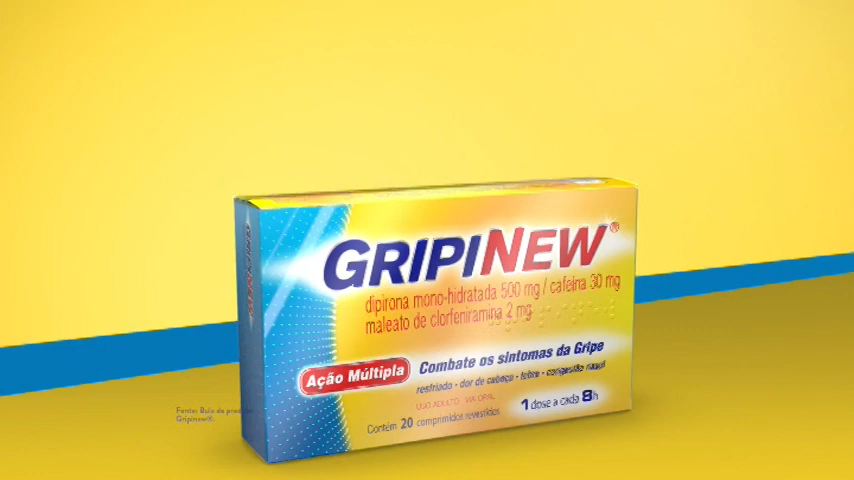 GRIPINEW®
dipirona mono-hidratada 500 mg / cafeína 30 mg
maleato de clorfeniramina 2 mg
Ação Múltipla
Combate os sintomas da Gripe
resfriado - dor de cabeça - febre - congestão nasal
USO ADULTO VIA ORAL
1 dose a cada 8h
Contém 20 comprimidos revestidos
Fonte: Bula do
Gripinew®.